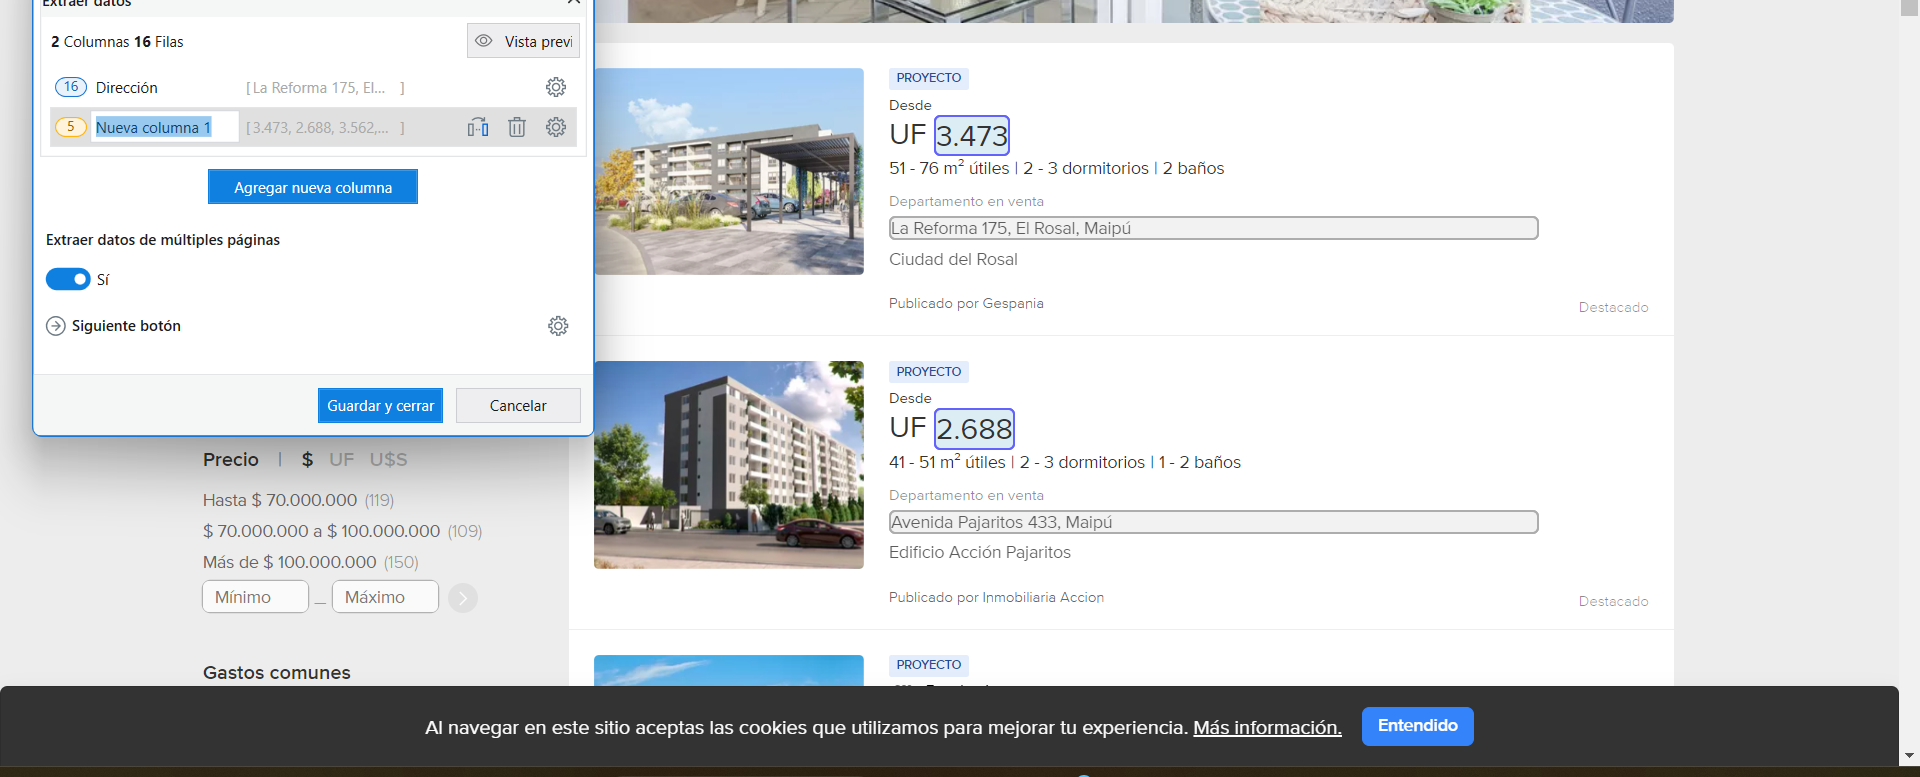 Extraer datos
2 Columnas 16 Filas
Vista previ
16 Dirección [ La Reforma 175, El... ]
5 Nueva columna 1 [ 3.473, 2.688, 3.562,... ]
Agregar nueva columna
Extraer datos de múltiples páginas
Sí
Siguiente botón
Guardar y cerrar
Cancelar
Precio | $ UF U$S
Hasta $ 70.000.000 (119)
$ 70.000.000 a $ 100.000.000 (109)
Más de $ 100.000.000 (150)
Mínimo — Máximo
Gastos comunes
PROYECTO
Desde
UF 3.473
51 - 76 m² útiles | 2 - 3 dormitorios | 2 baños
Departamento en venta
La Reforma 175, El Rosal, Maipú
Ciudad del Rosal
Publicado por Gespania
Destacado
PROYECTO
Desde
UF 2.688
41 - 51 m² útiles | 2 - 3 dormitorios | 1 - 2 baños
Departamento en venta
Avenida Pajaritos 433, Maipú
Edificio Acción Pajaritos
Publicado por Inmobiliaria Accion
Destacado
PROYECTO
Al navegar en este sitio aceptas las cookies que utilizamos para mejorar tu experiencia. Más información.
Entendido